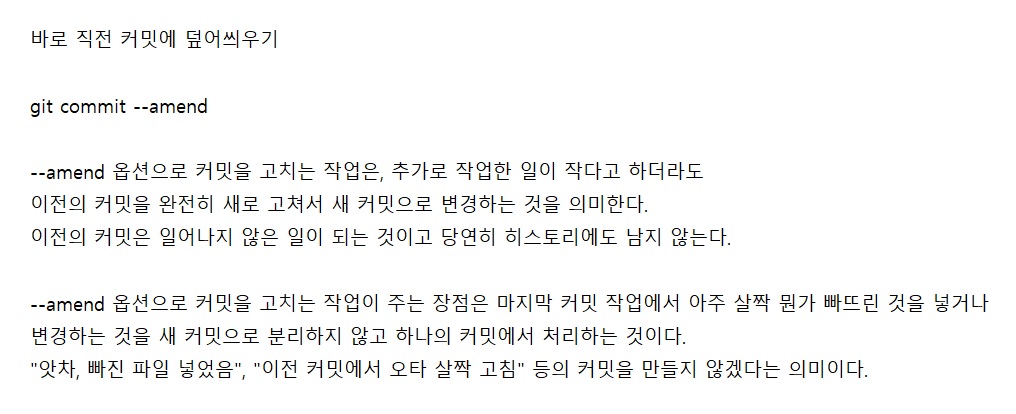 바로 직전 커밋에 덮어씌우기
git commit --amend
--amend 옵션으로 커밋을 고치는 작업은, 추가로 작업한 일이 작다고 하더라도
이전의 커밋을 완전히 새로 고쳐서 새 커밋으로 변경하는 것을 의미한다.
이전의 커밋은 일어나지 않은 일이 되는 것이고 당연히 히스토리에도 남지 않는다.
--amend 옵션으로 커밋을 고치는 작업이 주는 장점은 마지막 커밋 작업에서 아주 살짝 뭔가 빠뜨린 것을 넣거나
변경하는 것을 새 커밋으로 분리하지 않고 하나의 커밋에서 처리하는 것이다.
"앗차, 빠진 파일 넣었음", "이전 커밋에서 오타 살짝 고침" 등의 커밋을 만들지 않겠다는 의미이다.